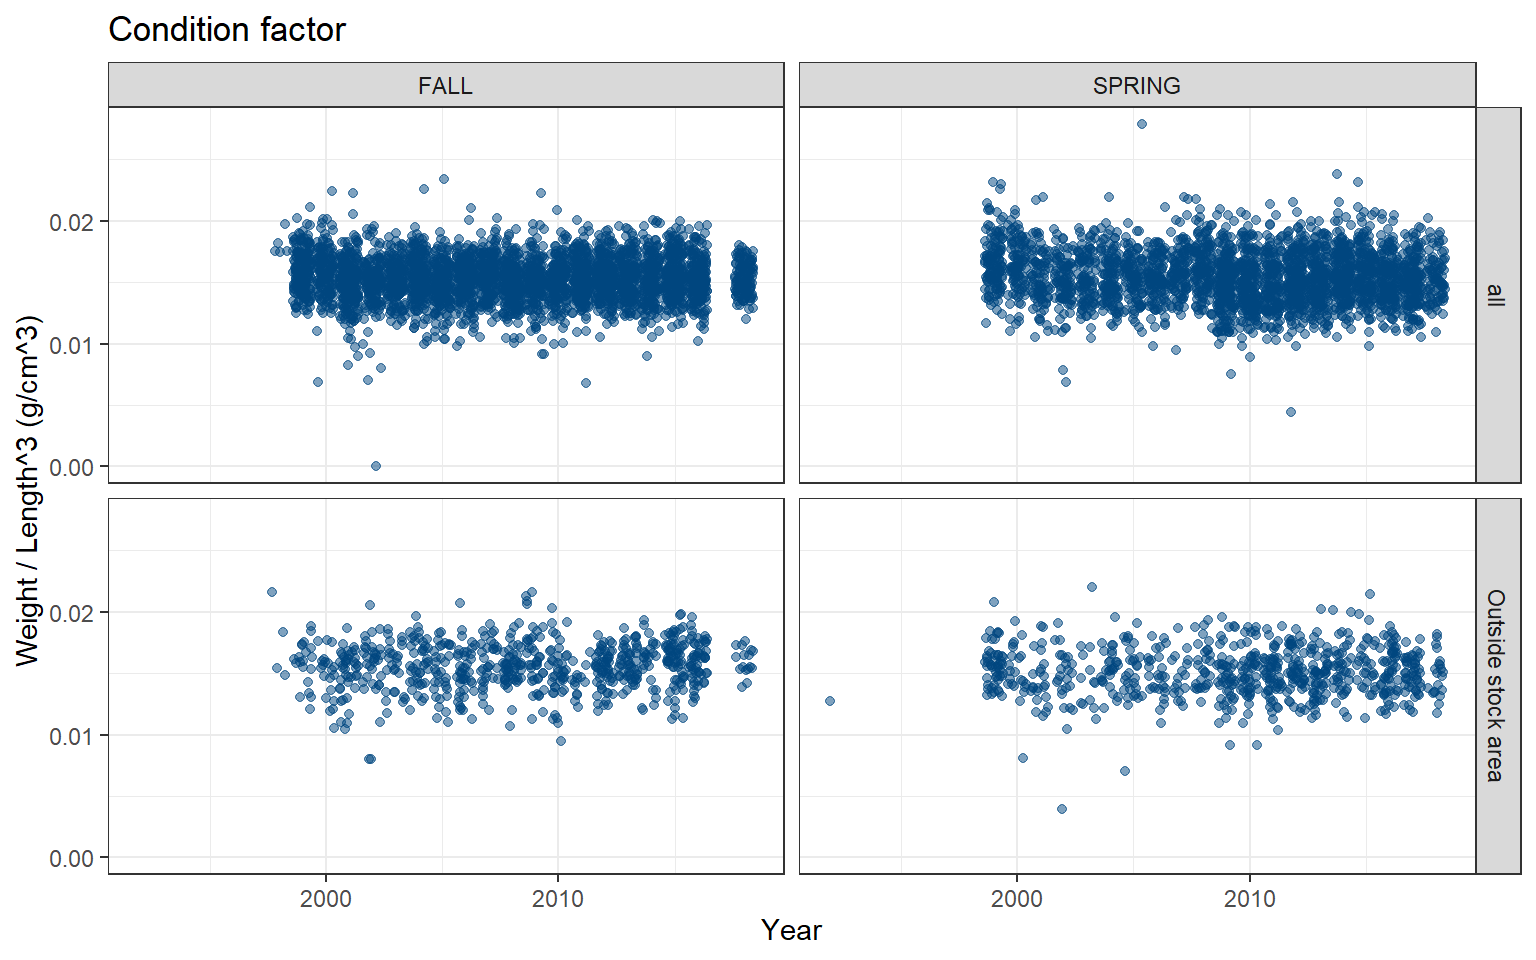 Condition factor
FALL
SPRING
Weight / Length^3 (g/cm^3)
0.02
0.01
0.00
all
0.02
0.01
0.00
Outside stock area
2000
2010
2000
2010
Year